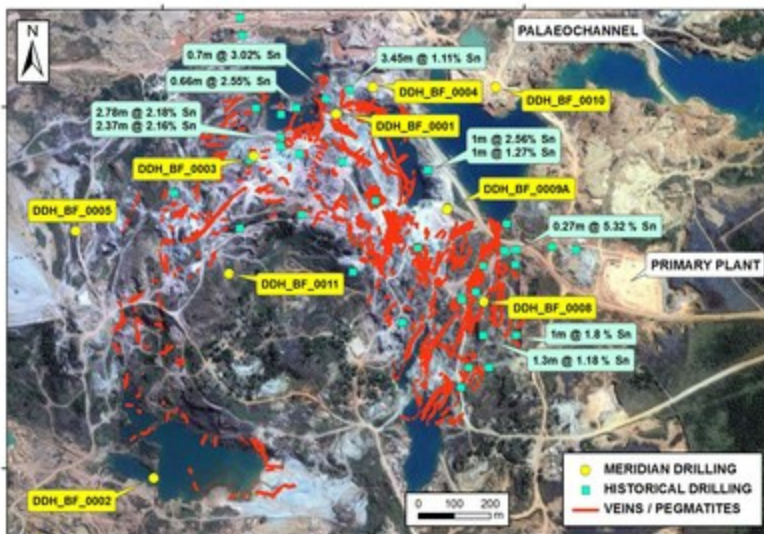 N
PALAEOCHANNEL
0.7m @ 3.02% Sn
3.45m @ 1.11% Sn
0.66m @ 2.55% Sn
DDH_BF_0004
DDH_BF_0010
2.78m @ 2.18% Sn
2.37m @ 2.16% Sn
DDH_BF_0001
1m @ 2.56% Sn
1m @ 1.27% Sn
DDH_BF_0003
DDH_BF_0005
DDH_BF_0009A
0.27m @ 5.32 % Sn
PRIMARY PLANT
DDH_BF_0011
DDH_BF_0008
1m @ 1.8 % Sn
1.3m @ 1.18 % Sn
DDH_BF_0002
0 100 200
m
MERIDIAN DRILLING
HISTORICAL DRILLING
VEINS / PEGMATITES